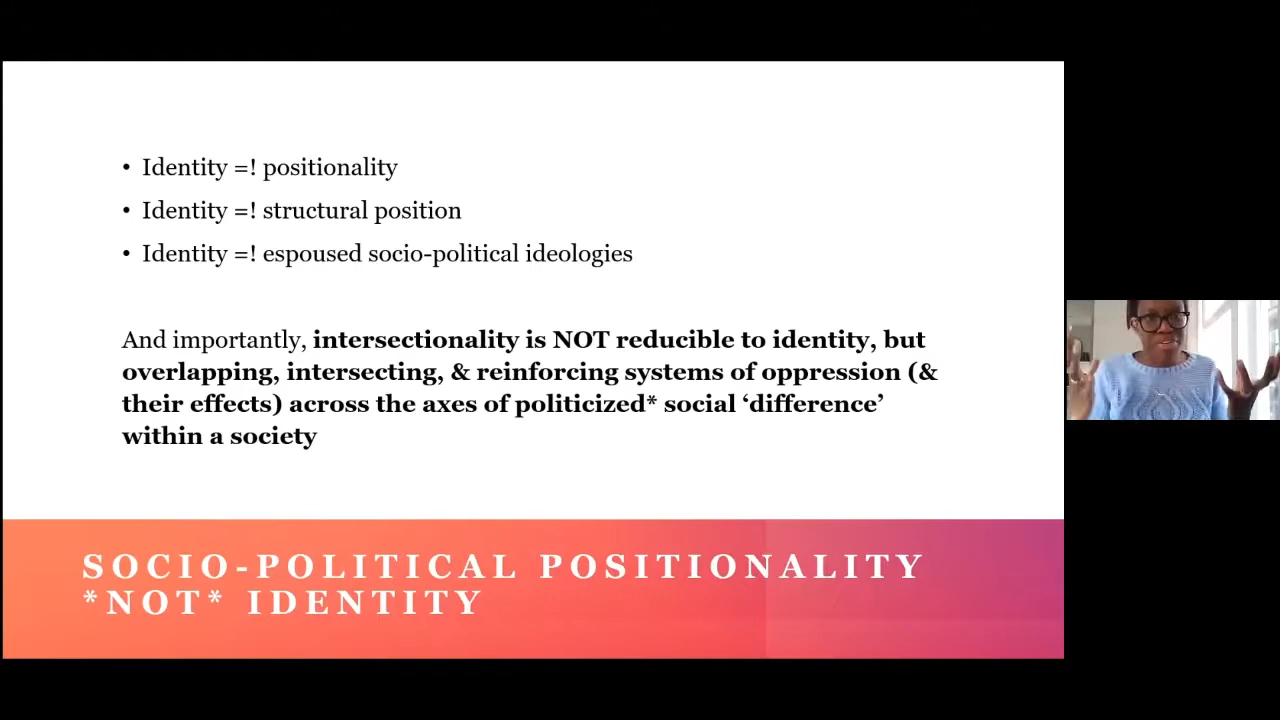 • Identity =! positionality
• Identity =! structural position
• Identity =! espoused socio-political ideologies
And importantly, intersectionality is NOT reducible to identity, but
overlapping, intersecting, & reinforcing systems of oppression (&
their effects) across the axes of politicized* social ‘difference’
within a society
SOCIO-POLITICAL POSITIONALITY
*NOT* IDENTITY